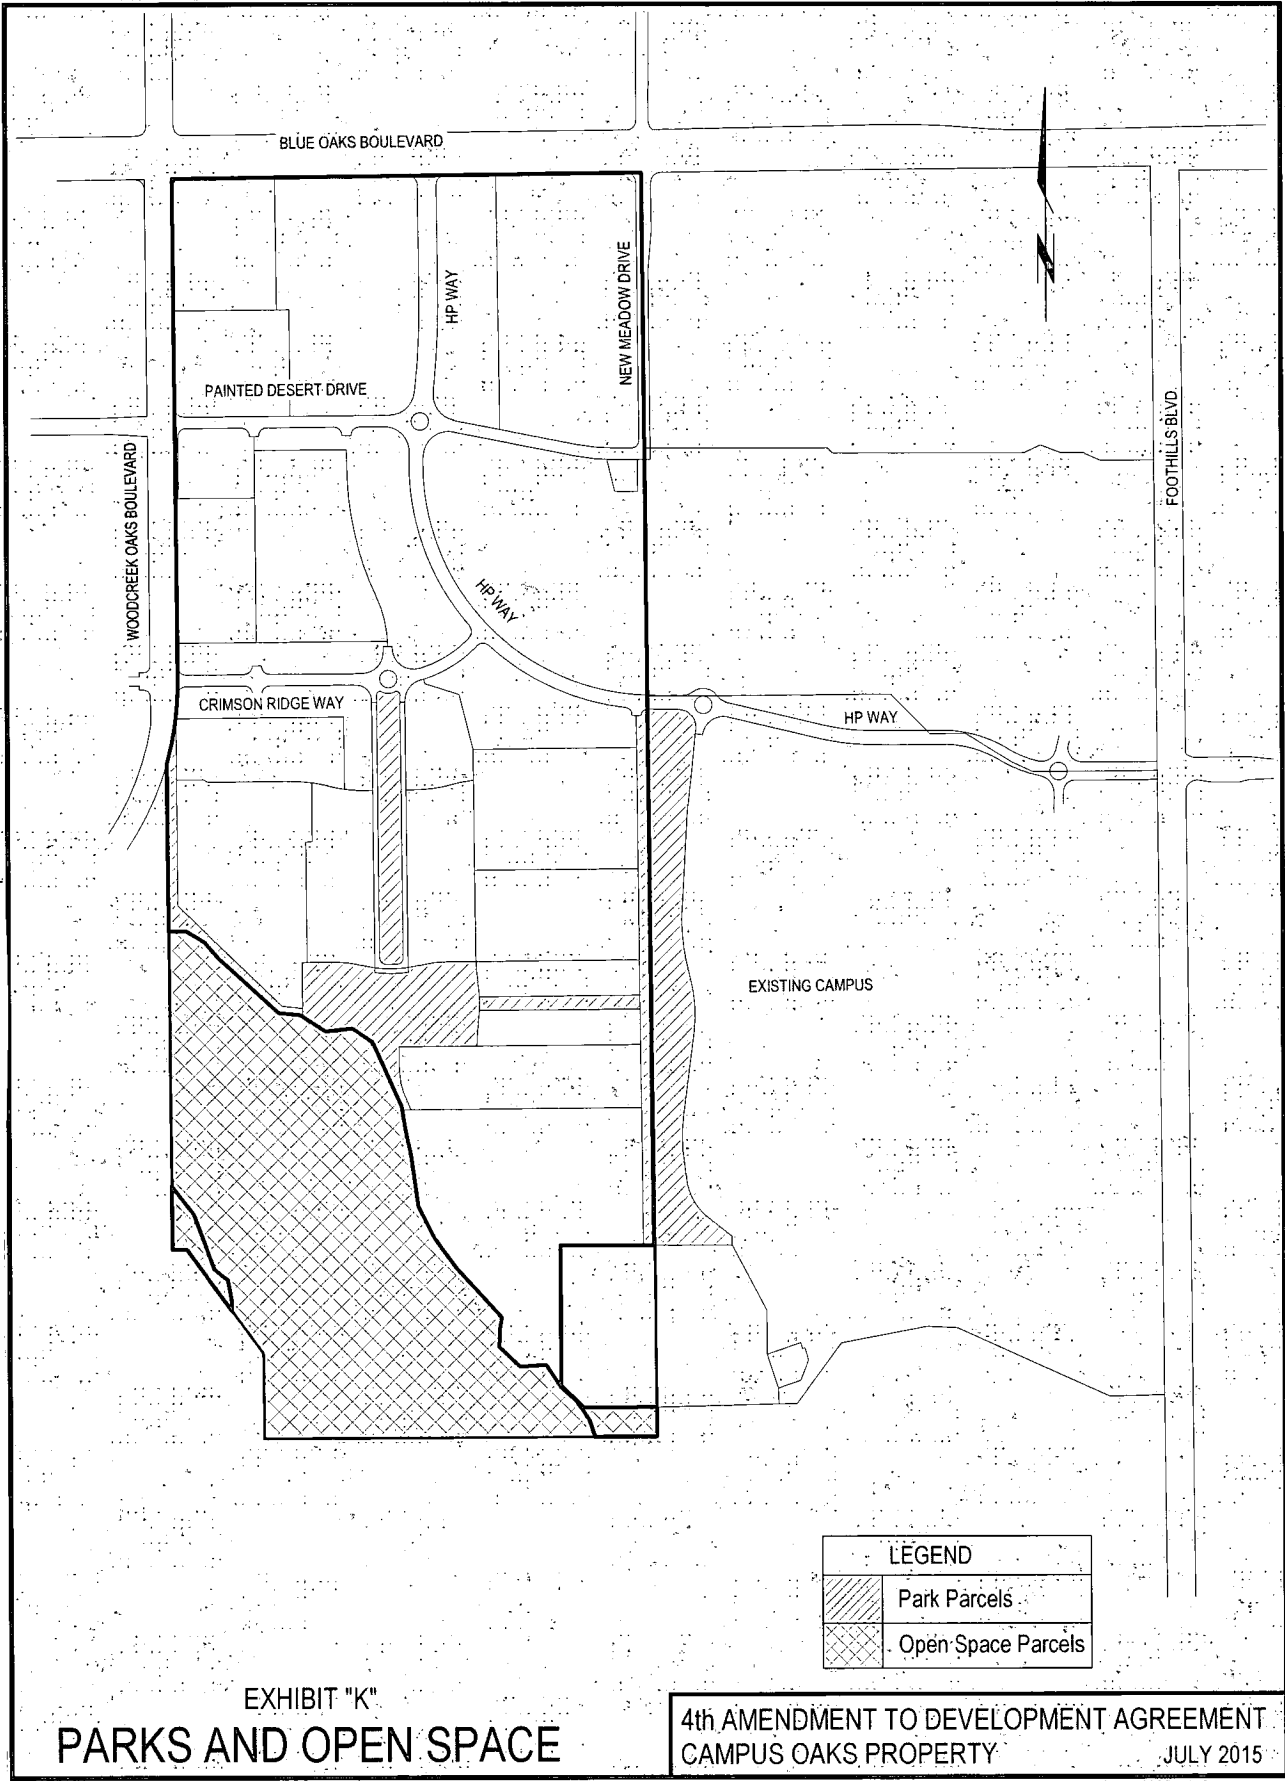 BLUE OAKS BOULEVARD
HP WAY
NEW MEADOW DRIVE
PAINTED DESERT DRIVE
FOOTHILLS BLVD.
WOODCREEK OAKS BOULEVARD
HP WAY
CRIMSON RIDGE WAY
HP WAY
EXISTING CAMPUS
N
LEGEND
Park Parcels
Open Space Parcels
EXHIBIT "K"
PARKS AND OPEN SPACE
4th AMENDMENT TO DEVELOPMENT AGREEMENT
CAMPUS OAKS PROPERTY
JULY 2015